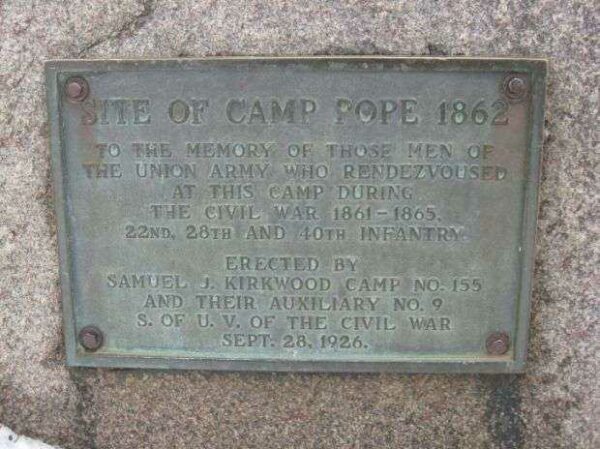 SITE OF CAMP POPE 1862
TO THE MEMORY OF THOSE MEN OF
THE UNION ARMY WHO RENDEZVOUSED
AT THIS CAMP DURING
THE CIVIL WAR 1861-1865.
22ND, 28TH AND 40TH INFANTRY.
ERECTED BY
SAMUEL J. KIRKWOOD CAMP NO. 155
AND THEIR AUXILIARY NO. 9
S. OF U. V. OF THE CIVIL WAR
SEPT. 28, 1926.